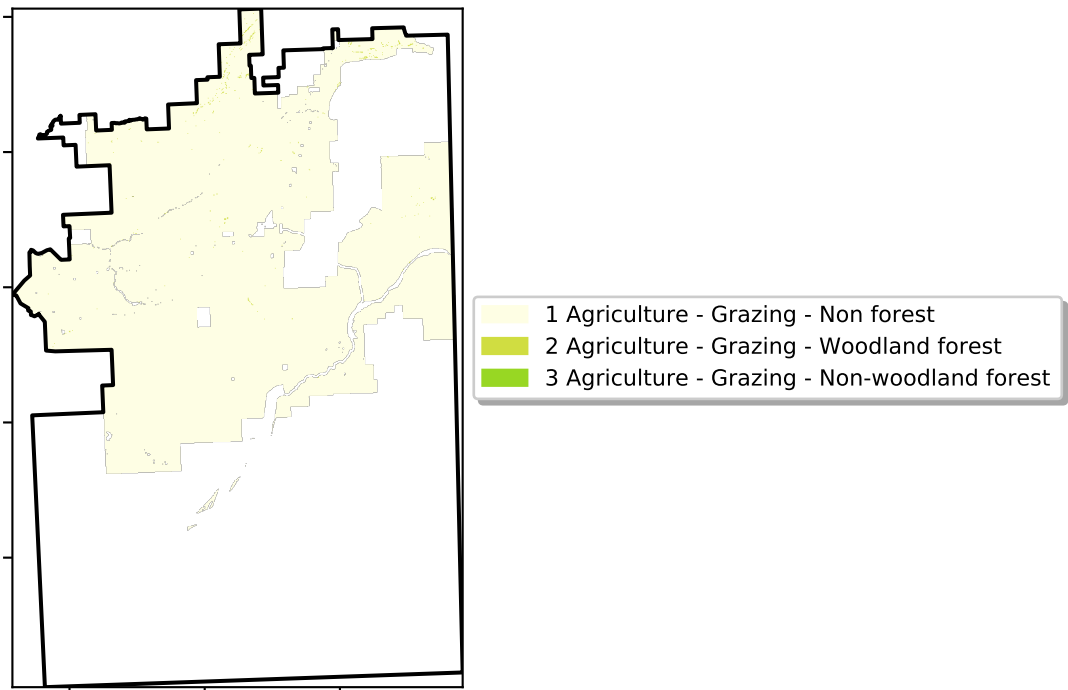 1 Agriculture - Grazing - Non forest
2 Agriculture - Grazing - Woodland forest
3 Agriculture - Grazing - Non-woodland forest